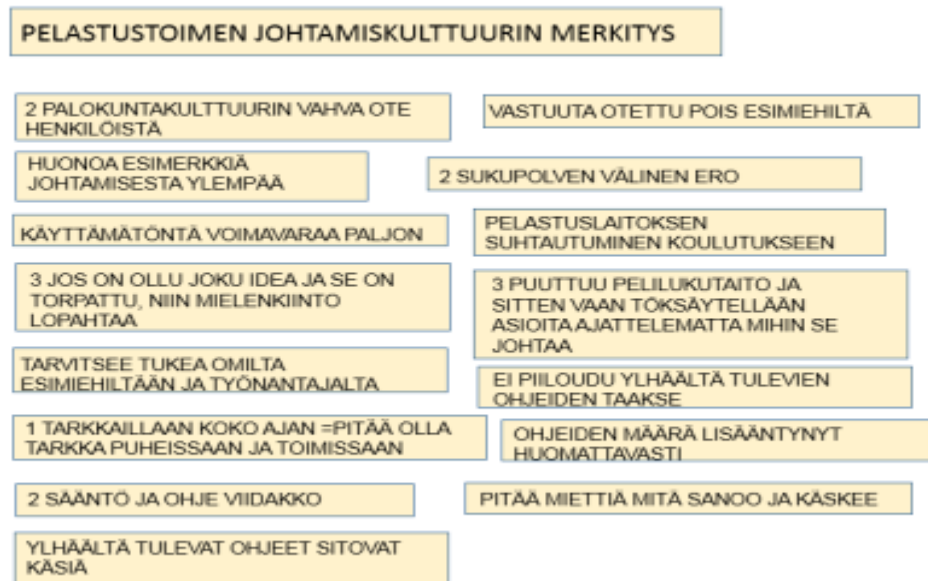 PELASTUSTOIMEN JOHTAMISKULTTUURIN MERKITYS
2 PALOKUNTAKULTTUURIN VAHVA OTE
HENKILÖISTÄ
VASTUUTA OTETTU POIS ESIMIEHILTÄ
HUONOA ESIMERKKIÄ
JOHTAMISESTA YLEMPÄÄ
2 SUKUPOLVEN VÄLINEN ERO
KÄYTTÄMÄTÖNTÄ VOIMAVARAA PALJON
PELASTUSLAITOKSEN
SUHTAUTUMINEN KOULUTUKSEEN
3 JOS ON OLLU JOKU IDEA JA SE ON
TORPATTU, NIIN MIELENKIINTO
LOPAHTAA
3 PUUTTUU PELILUKUTAITO JA
SITTEN VAAN TÖKSÄYTELLÄÄN
ASIOITA AJATTELEMATTA MIHIN SE
JOHTAA
TARVITSEE TUKEA OMILTA
ESIMIEHILTÄÄN JA TYÖNANTAJALTA
EI PIILOUDU YLHÄÄLTÄ TULEVIEN
OHJEIDEN TAAKSE
1 TARKKAILLAAN KOKO AJAN =PITÄÄ OLLA
TARKKA PUHEISSAAN JA TOIMISSAAN
OHJEIDEN MÄÄRÄ LISÄÄNTYNYT
HUOMATTAVASTI
2 SÄÄNTÖ JA OHJE VIIDAKKO
PITÄÄ MIETTIÄ MITÄ SANOO JA KÄSKEE
YLHÄÄLTÄ TULEVAT OHJEET SITOVAT
KÄSIÄ